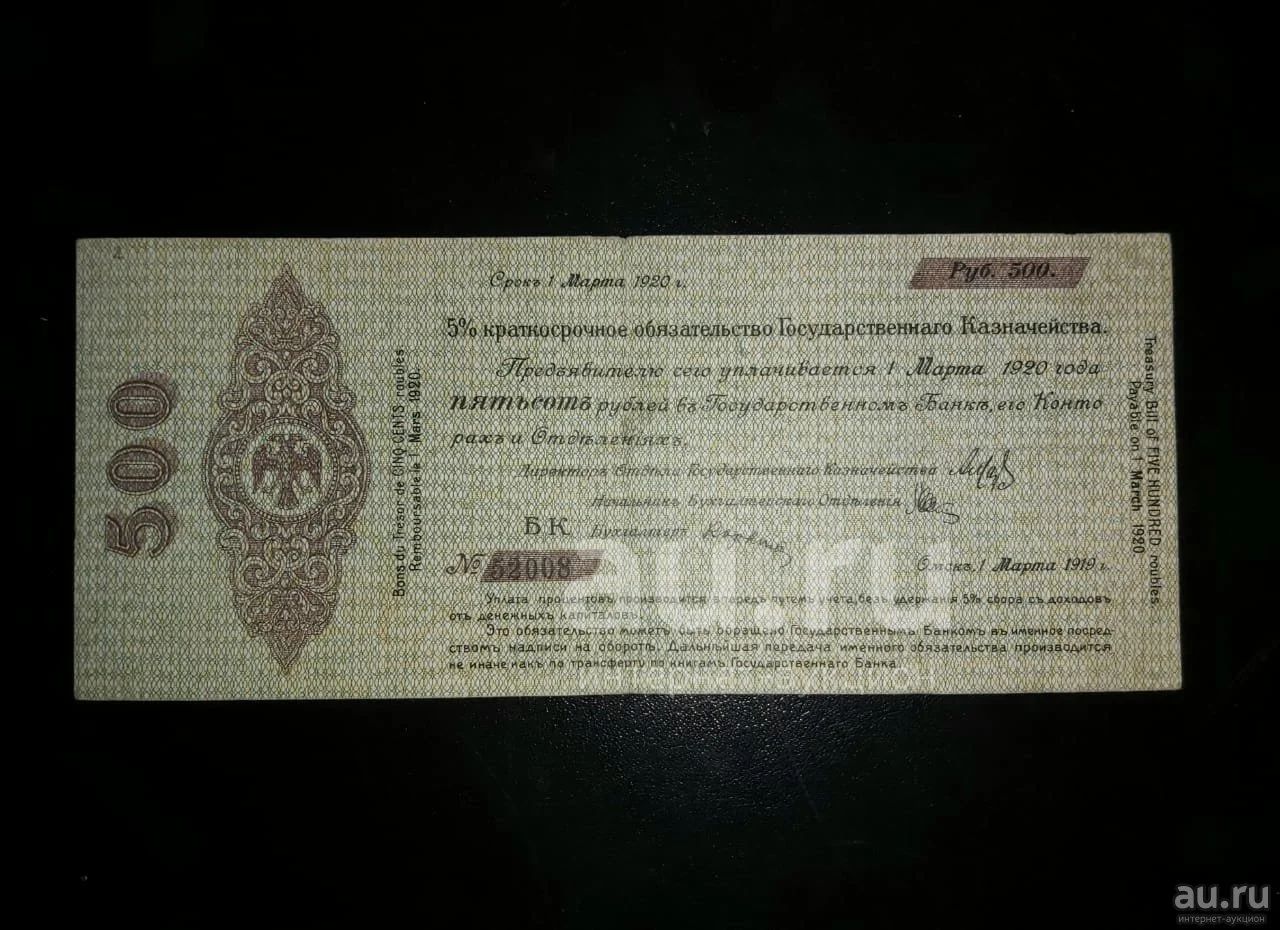 500
Bons du Trésor de CINQ CENTS roubles
Remboursable le 1 Mars 1920.
Срокъ 1 Марта 1920 г.
Руб. 500.
5% краткосрочное обязательство Государственнаго Казначейства.
Предъявителю сего уплачивается 1 Марта 1920 года
пятьсотъ рублей въ Государственномъ Банкѣ, его Конто
рахъ и Отдѣленіяхъ.
Директоръ Отдѣла Государственнаго Казначейства
Начальникъ Бухгалтерскаго Отдѣленія
БК Бухгалтеръ
№ 52008
Омскъ, 1 Марта 1919 г.
Уплата процентовъ производится впередъ путемъ учета, безъ удержанія 5% сбора съ доходовъ
отъ денежныхъ капиталовъ.
Это обязательство можетъ быть обращено Государственнымъ Банкомъ въ именное посред-
ствомъ надписи на оборотѣ. Дальнѣйшая передача именного обязательства производится
не иначе какъ по трансферту по книгамъ Государственнаго Банка.
Treasury Bill of FIVE HUNDRED roubles
Payable on 1 March 1920.
au.ru
интернет-аукцион
au.ru
интернет-аукцион